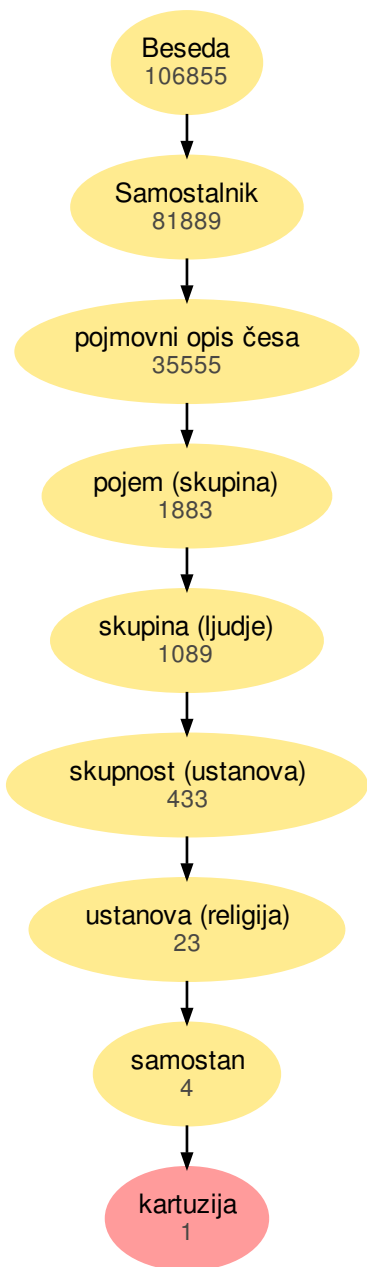 Beseda
106855
Samostalnik
81889
pojmovni opis česa
35555
pojem (skupina)
1883
skupina (ljudje)
1089
skupnost (ustanova)
433
ustanova (religija)
23
samostan
4
kartuzija
1